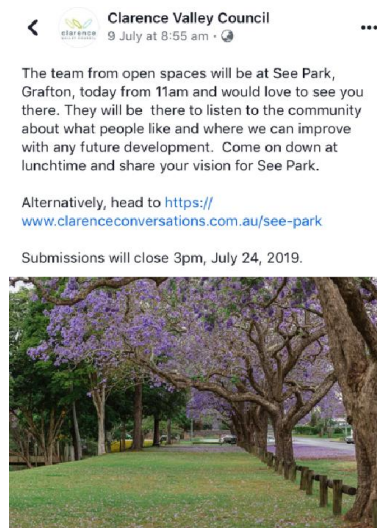 Clarence Valley Council
9 July at 8:55 am ·
clarence
The team from open spaces will be at See Park,
Grafton, today from 11am and would love to see you
there. They will be there to listen to the community
about what people like and where we can improve
with any future development. Come on down at
lunchtime and share your vision for See Park.
Alternatively, head to https://
www.clarenceconversations.com.au/see-park
Submissions will close 3pm, July 24, 2019.